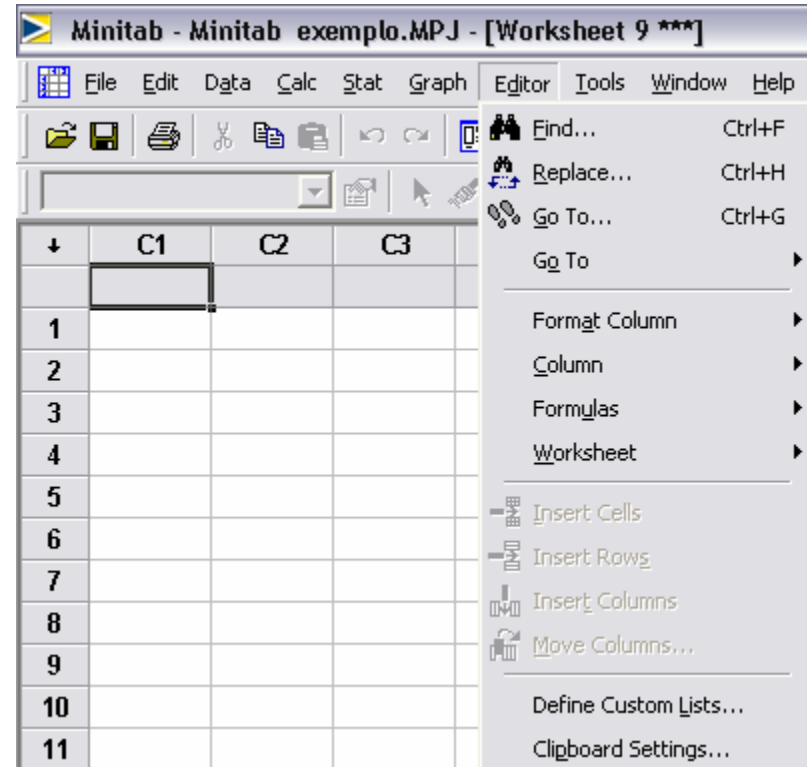 Minitab - Minitab exemplo.MPJ - [Worksheet 9 ***]
File Edit Data Calc Stat Graph Editor Tools Window Help
Find... Ctrl+F
Replace... Ctrl+H
Go To... Ctrl+G
Go To
Format Column
Column
Formulas
Worksheet
Insert Cells
Insert Rows
Insert Columns
Move Columns...
Define Custom Lists...
Clipboard Settings...
↓ C1 C2 C3
1
2
3
4
5
6
7
8
9
10
11